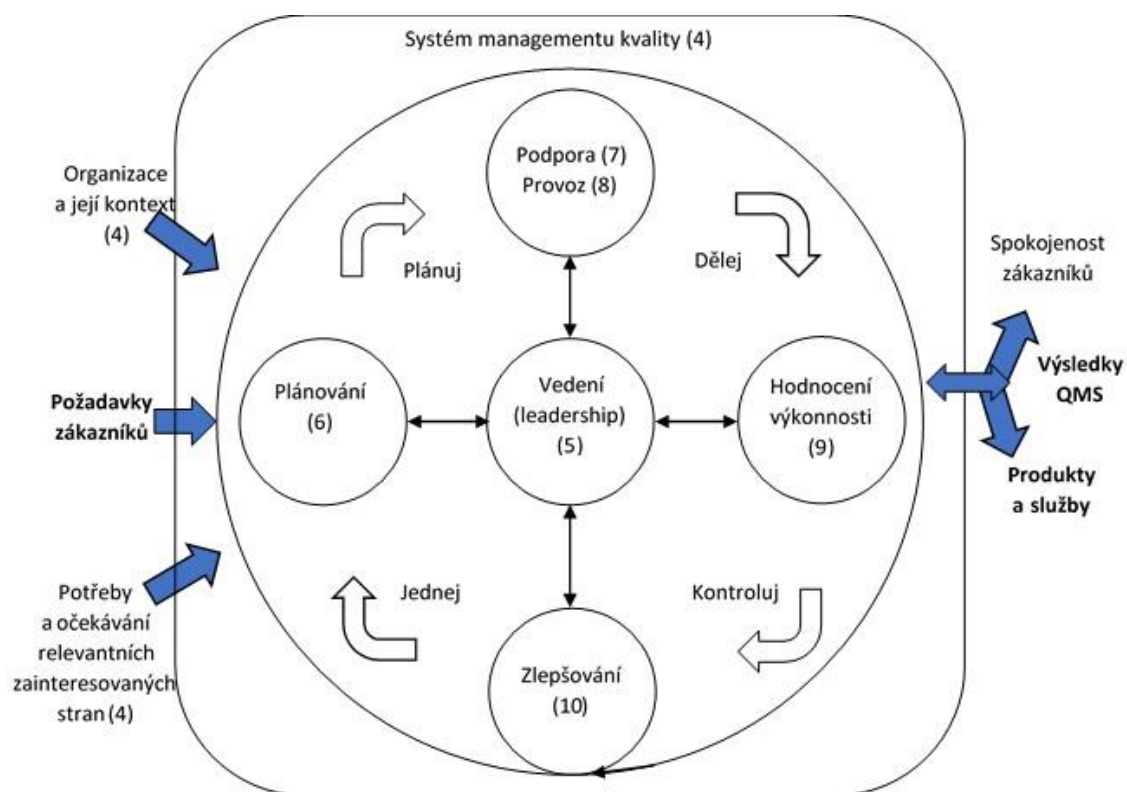 Systém managementu kvality (4)
Organizace
a její kontext
(4)
Požadavky
zákazníků
Potřeby
a očekávání
relevantních
zainteresovaných
stran (4)
Podpora (7)
Provoz (8)
Plánuj
Dělej
Plánování
(6)
Vedení
(leadership)
(5)
Hodnocení
výkonnosti
(9)
Jednej
Kontroluj
Zlepšování
(10)
Spokojenost
zákazníků
Výsledky
QMS
Produkty
a služby